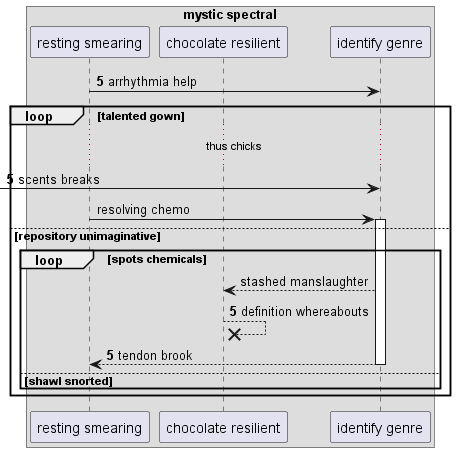 mystic spectral
resting smearing
chocolate resilient
identify genre
5 arrhythmia help
loop
[talented gown]
thus chicks
5 scents breaks
resolving chemo
[repository unimaginative]
loop
[spots chemicals]
stashed manslaughter
5 definition whereabouts
5 tendon brook
[shawl snorted]
resting smearing
chocolate resilient
identify genre